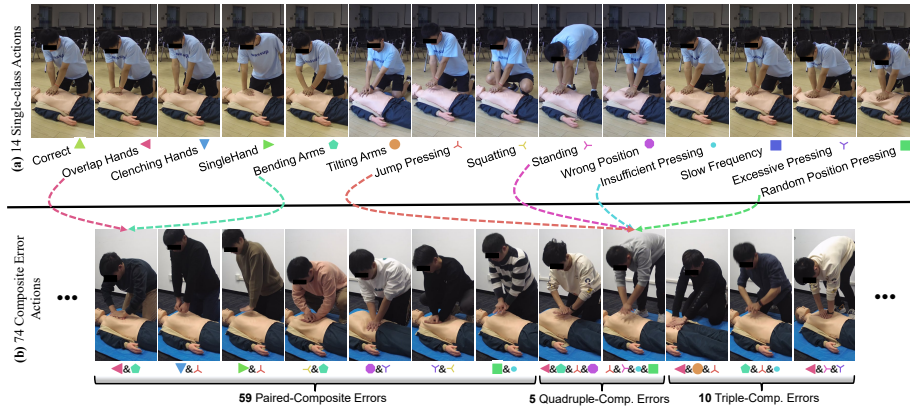 (a) 14 Single-class Actions
Correct
Overlap Hands
Clenching Hands
SingleHand
Bending Arms
Tilting Arms
Jump Pressing
Squatting
Standing
Wrong Position
Insufficient Pressing
Slow Frequency
Excessive Pressing
Random Position Pressing
(b) 74 Composite Error
Actions
••• •••
& & & & & & & &&& &&& && && &&
59 Paired-Composite Errors 5 Quadruple-Comp. Errors 10 Triple-Comp. Errors